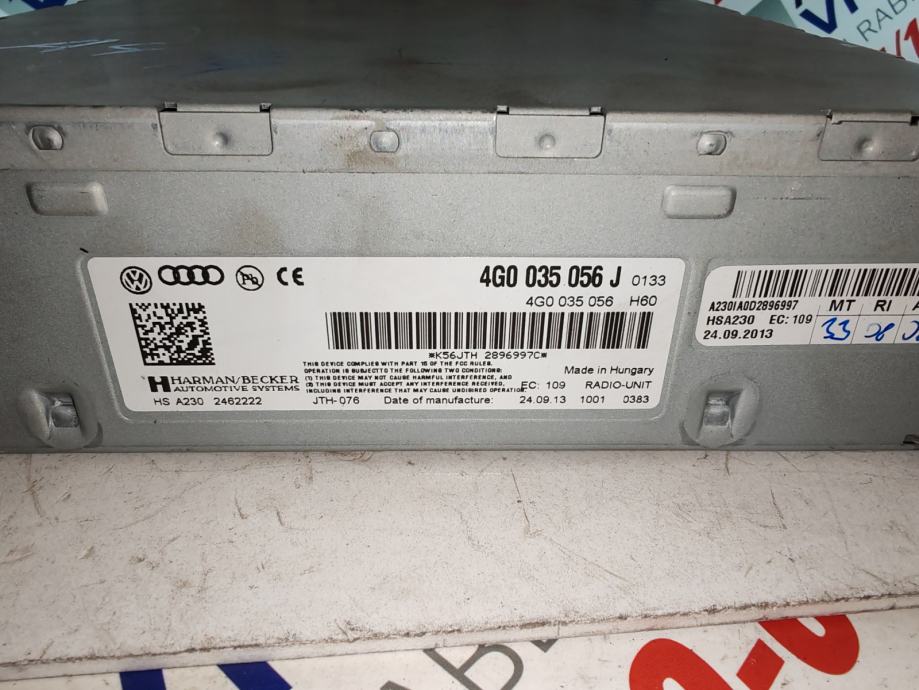 4G0 035 056 J 0133
4G0 035 056 H60
*K56JTH 2896997C*
HARMAN/BECKER
AUTOMOTIVE SYSTEMS
HS A230 2462222
THIS DEVICE COMPLIES WITH PART 15 OF THE FCC RULES.
OPERATION IS SUBJECT TO THE FOLLOWING TWO CONDITIONS:
(1) THIS DEVICE MAY NOT CAUSE HARMFUL INTERFERENCE, AND
(2) THIS DEVICE MUST ACCEPT ANY INTERFERENCE RECEIVED,
INCLUDING INTERFERENCE THAT MAY CAUSE UNDESIRED OPERATION.
Made in Hungary
EC: 109 RADIO-UNIT
JTH-076 Date of manufacture: 24.09.13 1001 0383
A230IA0D2896997 MT RI
HSA230 EC: 109
24.09.2013
33